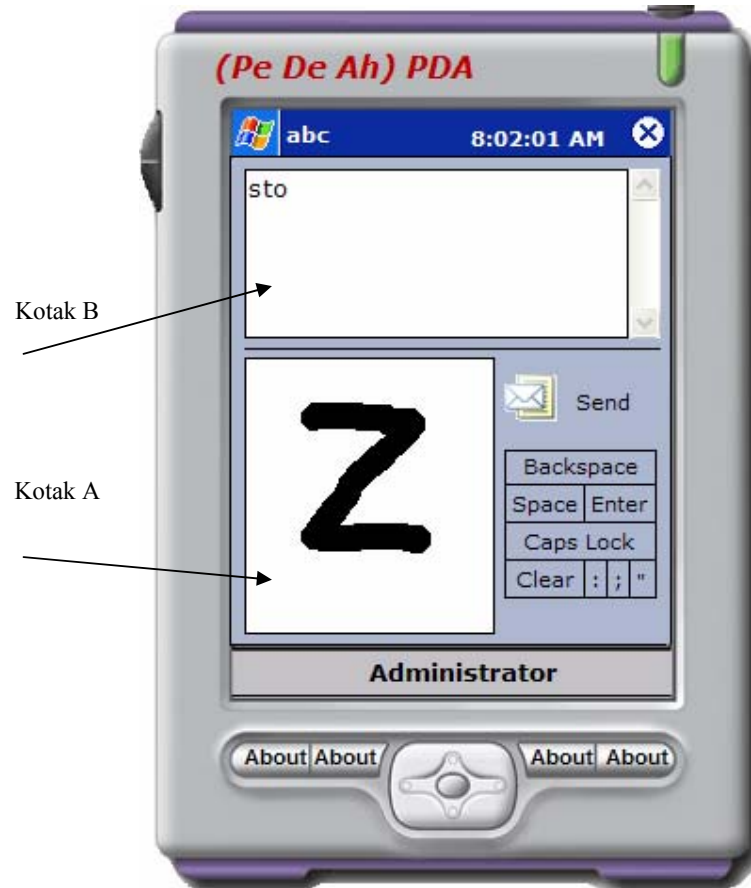 (Pe De Ah) PDA
abc 8:02:01 AM
sto
Kotak B
Z
Send
Backspace
Kotak A
Space Enter
Caps Lock
Clear : ; "
Administrator
About About About About